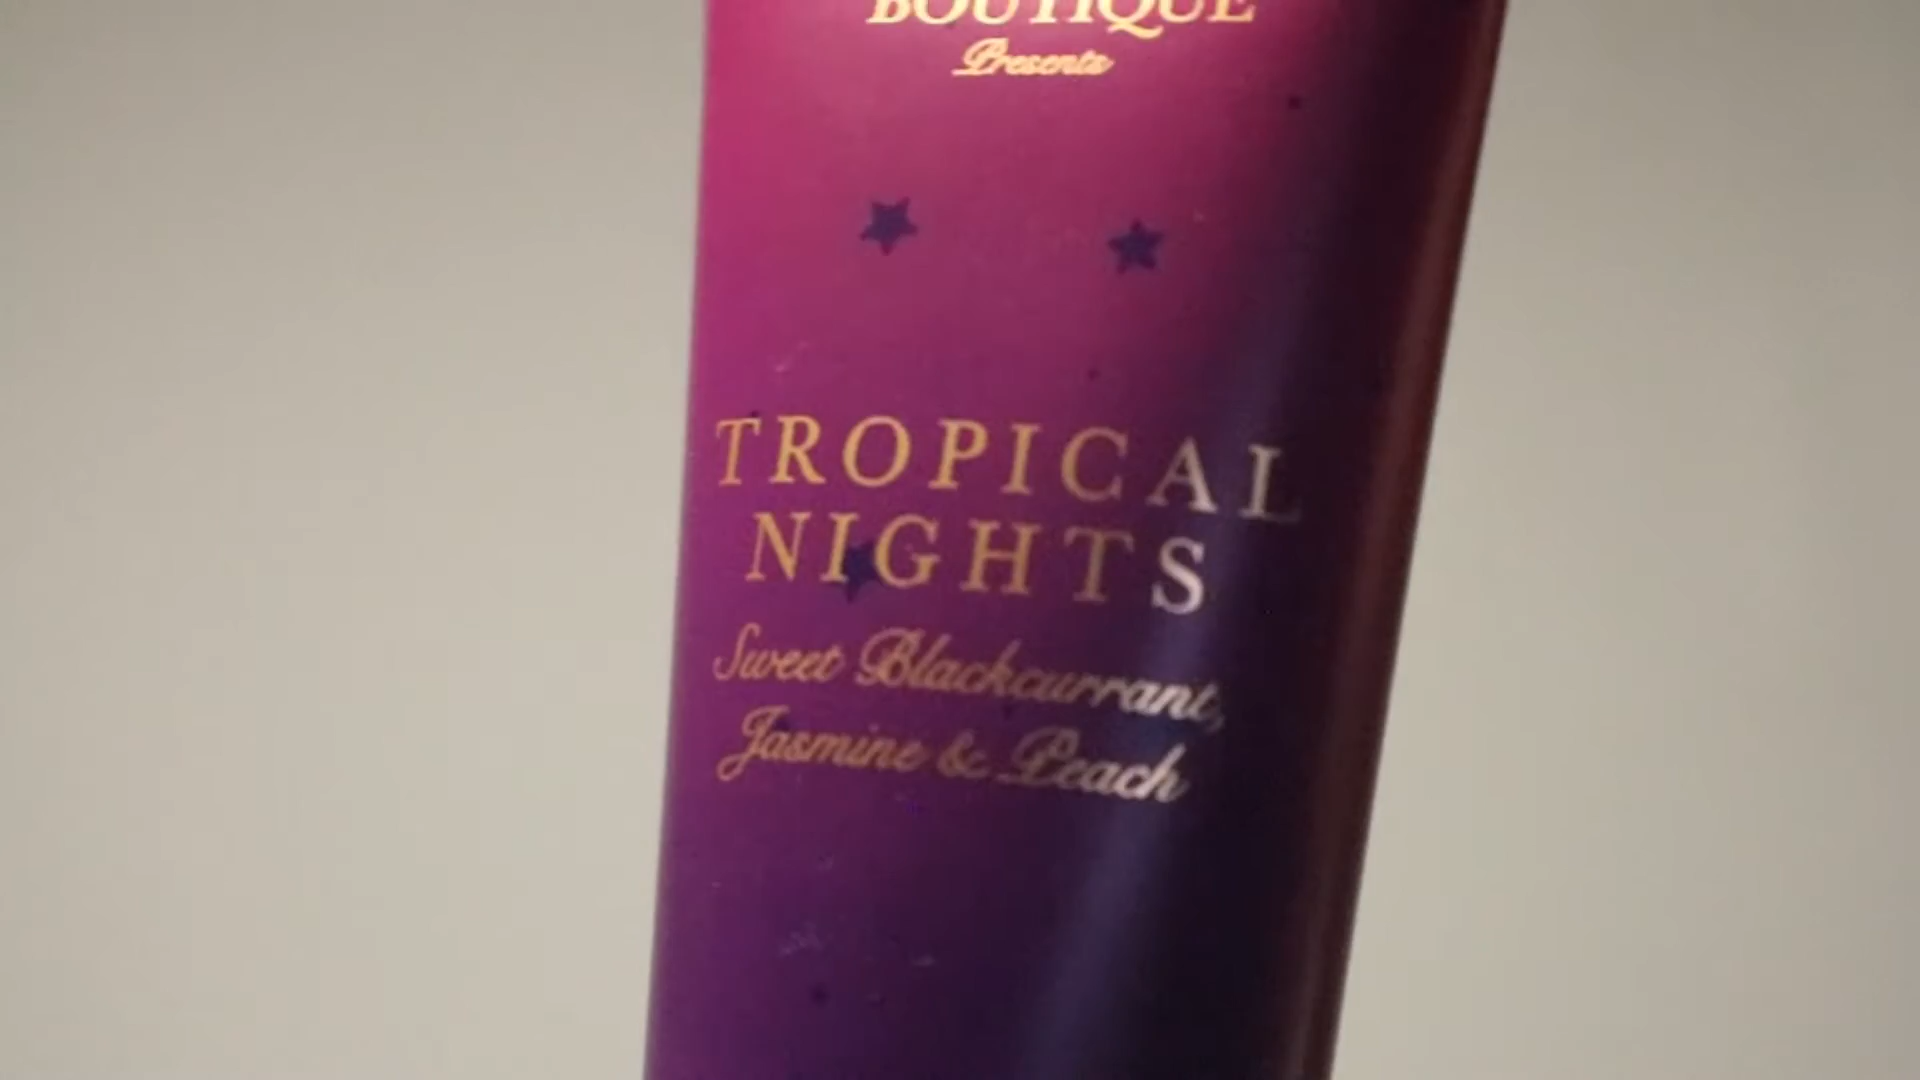 BOUTIQUE
Presents
TROPICAL
NIGHTS
Sweet Blackcurrant,
Jasmine & Peach